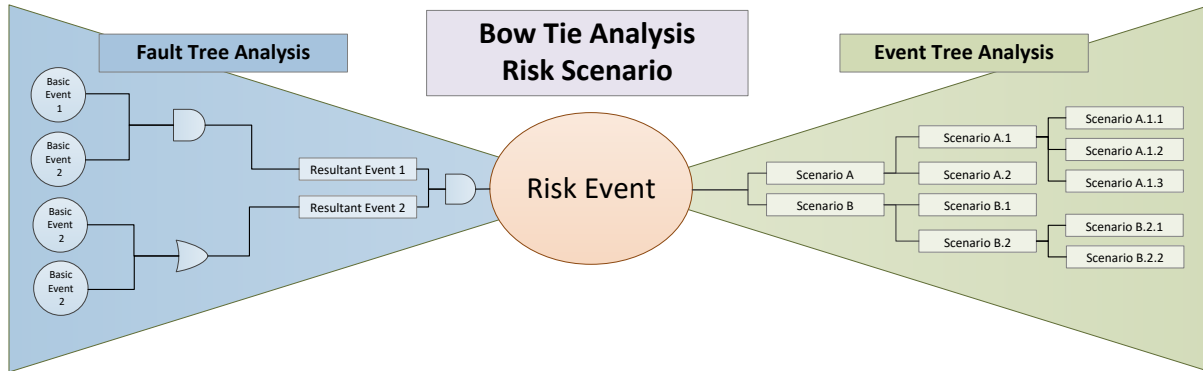 Bow Tie Analysis
Risk Scenario
Fault Tree Analysis
Event Tree Analysis
Basic
Event
1
Basic
Event
2
Basic
Event
2
Basic
Event
2
Resultant Event 1
Resultant Event 2
Risk Event
Scenario A
Scenario B
Scenario A.1
Scenario A.2
Scenario B.1
Scenario B.2
Scenario A.1.1
Scenario A.1.2
Scenario A.1.3
Scenario B.2.1
Scenario B.2.2